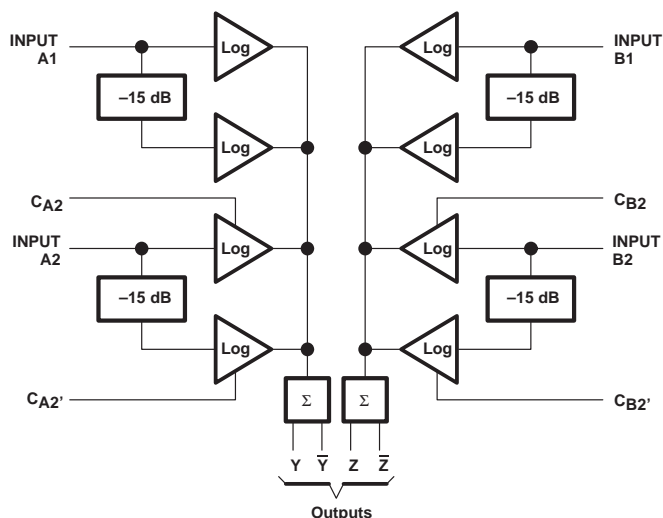 INPUT
A1
Log
Log
INPUT
B1
–15 dB
–15 dB
Log
Log
CA2
CB2
INPUT
A2
Log
Log
INPUT
B2
–15 dB
–15 dB
Log
Log
CA2'
CB2'
Σ
Σ
Y
Y̅
Z
Z̅
Outputs